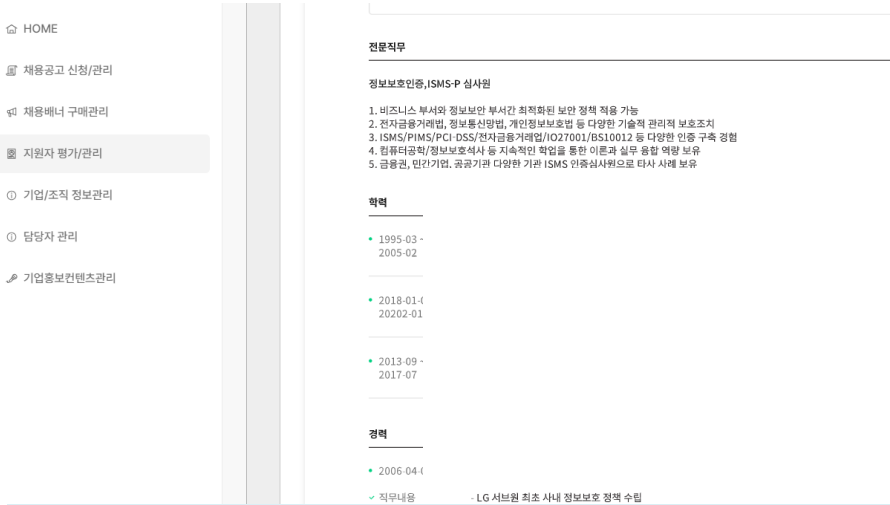 HOME
채용공고 신청/관리
채용배너 구매관리
지원자 평가/관리
기업/조직 정보관리
담당자 관리
기업홍보컨텐츠관리
전문직무
정보보호인증,ISMS-P 심사원
1. 비즈니스 부서와 정보보안 부서간 최적화된 보안 정책 적용 가능
2. 전자금융거래법, 정보통신망법, 개인정보보호법 등 다양한 기술적 관리적 보호조치
3. ISMS/PIMS/PCI-DSS/전자금융거래업/IO27001/BS10012 등 다양한 인증 구축 경험
4. 컴퓨터공학/정보보호석사 등 지속적인 학업을 통한 이론과 실무 융합 역량 보유
5. 금융권, 민간기업, 공공기관 다양한 기관 ISMS 인증심사원으로 타사 사례 보유
학력
1995-03 ~
2005-02
2018-01-0
20202-01
2013-09 ~
2017-07
경력
2006-04-0
직무내용 - LG 서브원 최초 사내 정보보호 정책 수립